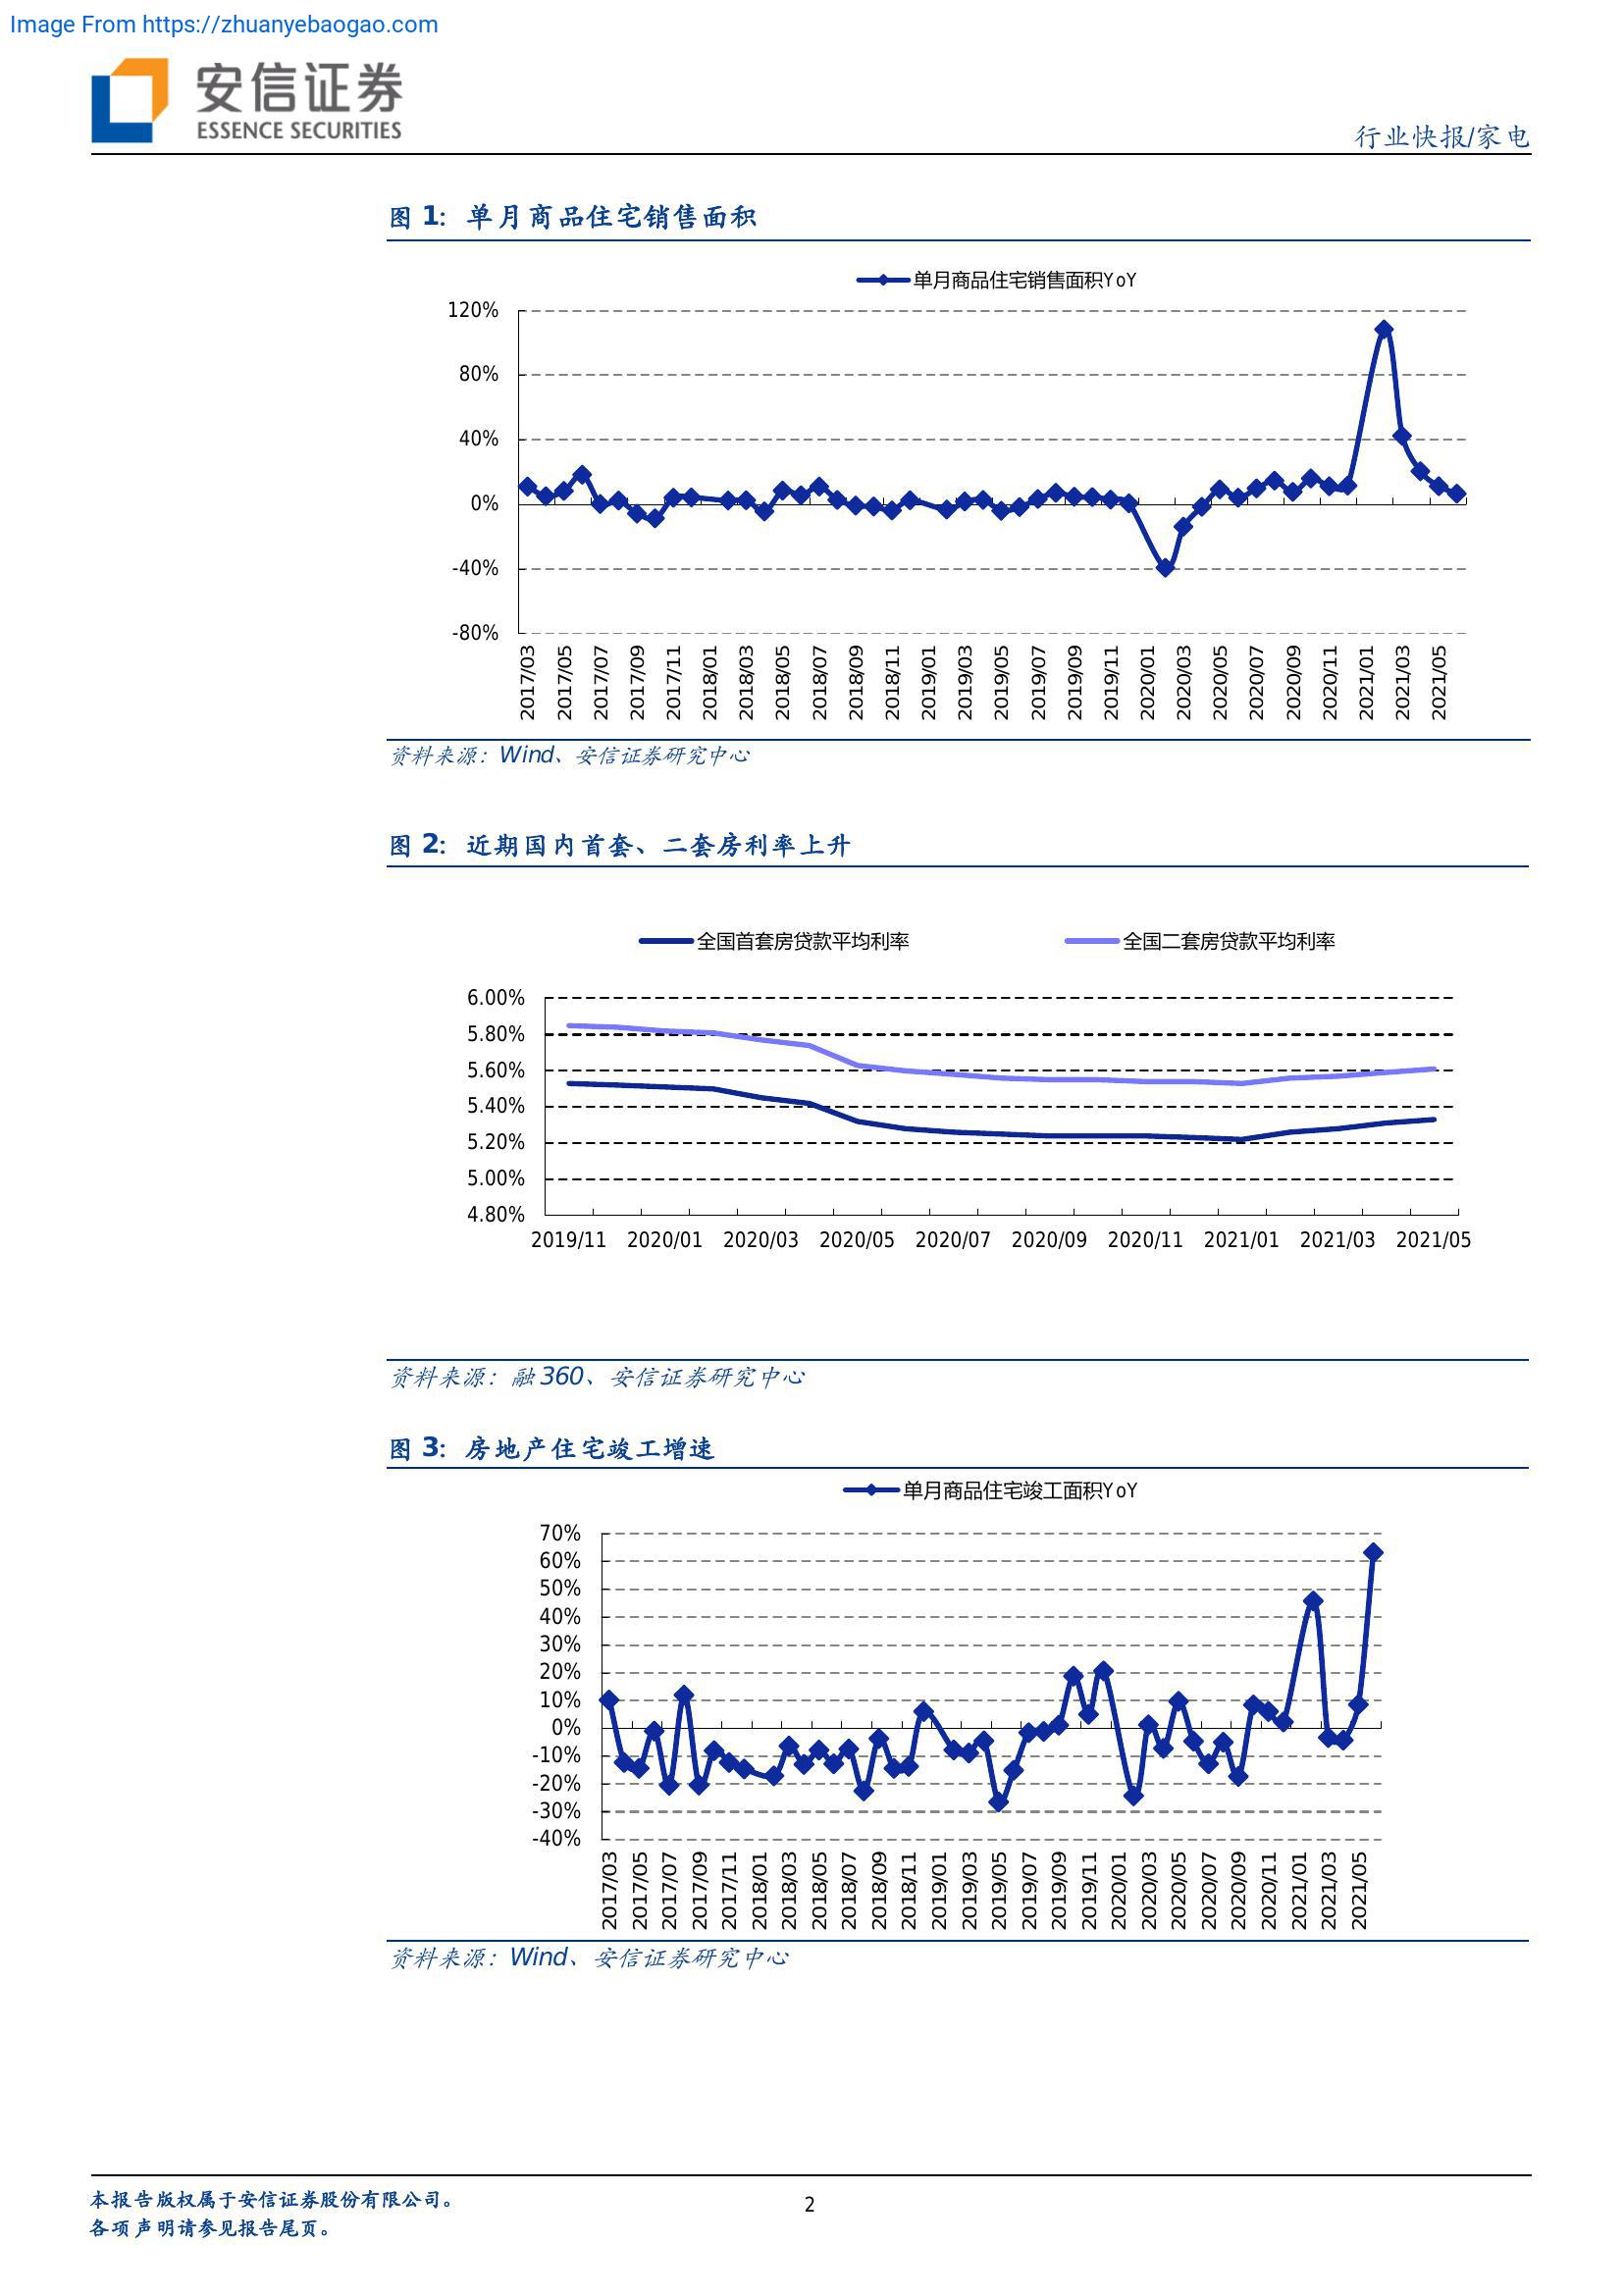 Image From https://zhuanyebaogao.com
安信证券
ESSENCE SECURITIES
行业快报/家电
图 1: 单月商品住宅销售面积
单月商品住宅销售面积YoY
120%
80%
40%
0%
-40%
-80%
2017/03 2017/05 2017/07 2017/09 2017/11 2018/01 2018/03 2018/05 2018/07 2018/09 2018/11 2019/01 2019/03 2019/05 2019/07 2019/09 2019/11 2020/01 2020/03 2020/05 2020/07 2020/09 2020/11 2021/01 2021/03 2021/05
资料来源：Wind、安信证券研究中心
图 2: 近期国内首套、二套房利率上升
全国首套房贷款平均利率 全国二套房贷款平均利率
6.00%
5.80%
5.60%
5.40%
5.20%
5.00%
4.80%
2019/11 2020/01 2020/03 2020/05 2020/07 2020/09 2020/11 2021/01 2021/03 2021/05
资料来源：融360、安信证券研究中心
图 3: 房地产住宅竣工增速
单月商品住宅竣工面积YoY
70%
60%
50%
40%
30%
20%
10%
0%
-10%
-20%
-30%
-40%
2017/03 2017/05 2017/07 2017/09 2017/11 2018/01 2018/03 2018/05 2018/07 2018/09 2018/11 2019/01 2019/03 2019/05 2019/07 2019/09 2019/11 2020/01 2020/03 2020/05 2020/07 2020/09 2020/11 2021/01 2021/03 2021/05
资料来源：Wind、安信证券研究中心
本报告版权属于安信证券股份有限公司。
各项声明请参见报告尾页。
2